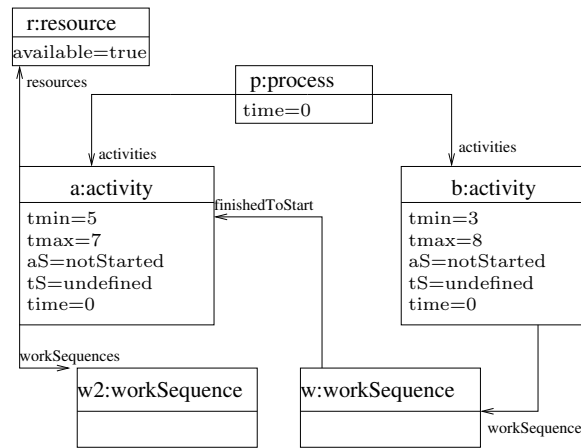 r:resource
available=true
resources
p:process
time=0
activities
activities
a:activity
tmin=5
tmax=7
aS=notStarted
tS=undefined
time=0
finishedToStart
b:activity
tmin=3
tmax=8
aS=notStarted
tS=undefined
time=0
workSequences
w2:workSequence
w:workSequence
workSequence